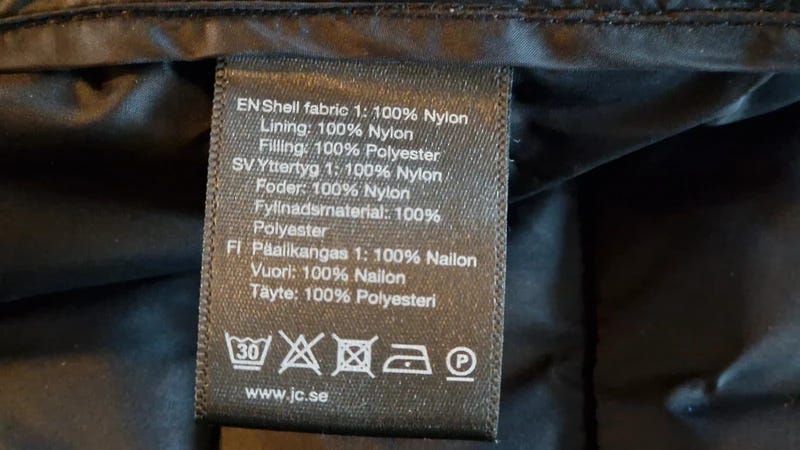 EN Shell fabric 1: 100% Nylon
Lining: 100% Nylon
Filling: 100% Polyester
SV Yttertyg 1: 100% Nylon
Foder: 100% Nylon
Fyllnadsmaterial: 100%
Polyester
FI Päälikangas 1: 100% Nailon
Vuori: 100% Nailon
Täyte: 100% Polyesteri
30 P
www.jc.se